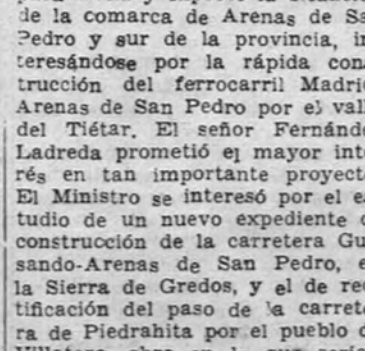 de la comarca de Arenas de Sa
Pedro y sur de la provincia, in
teresándose por la rápida con
trucción del ferrocarril Madri
Arenas de San Pedro por el vall
del Tiétar. El señor Fernánd
Ladreda prometió el mayor inte
rés en tan importante proyect
El Ministro se interesó por el e
tudio de un nuevo expediente d
construcción de la carretera Gu
sando-Arenas de San Pedro, e
la Sierra de Gredos, y el de rec
tificación del paso de la carrete
ra de Piedrahita por el pueblo d